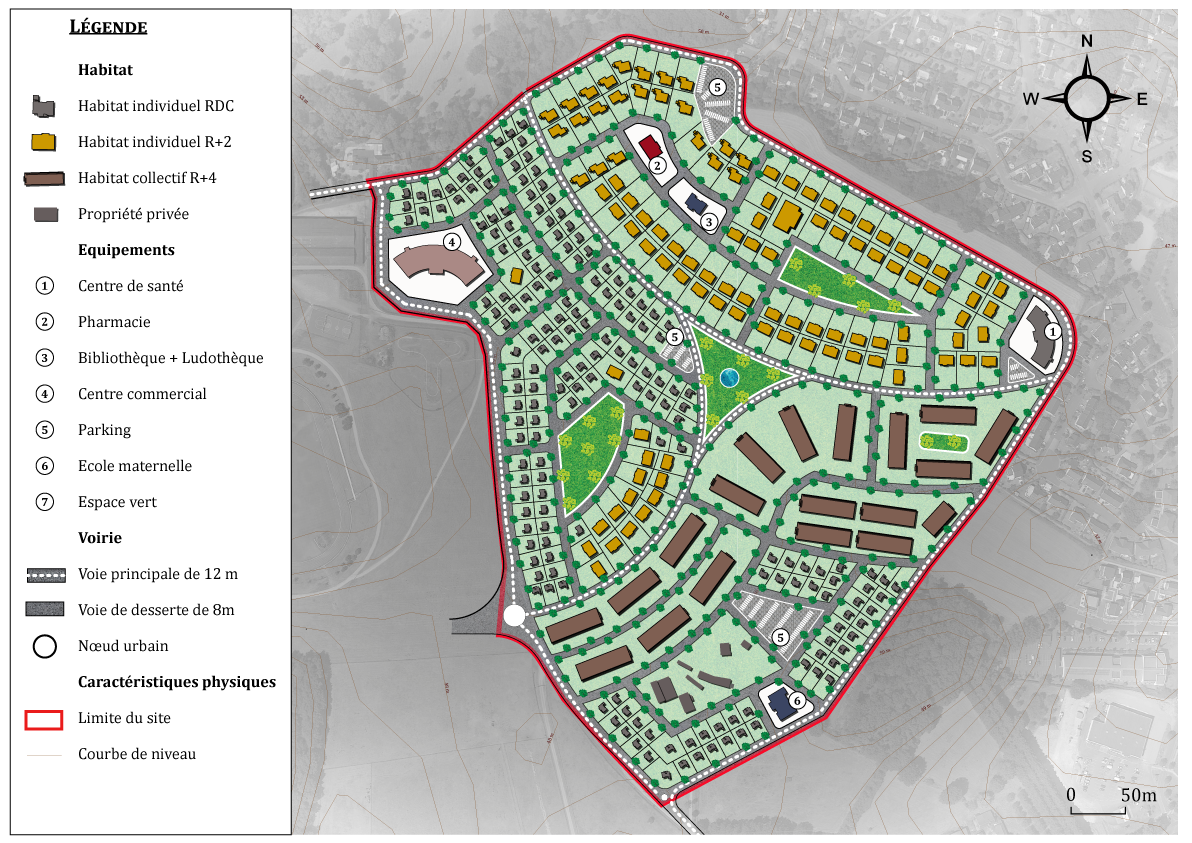 LÉGENDE
Habitat
Habitat individuel RDC
Habitat individuel R+2
Habitat collectif R+4
Propriété privée
Equipements
1 Centre de santé
2 Pharmacie
3 Bibliothèque + Ludothèque
4 Centre commercial
5 Parking
6 Ecole maternelle
7 Espace vert
Voirie
Voie principale de 12 m
Voie de desserte de 8m
Nœud urbain
Caractéristiques physiques
Limite du site
Courbe de niveau
N
W E
S
5
2
3
4
1
5
5
6
0 50m